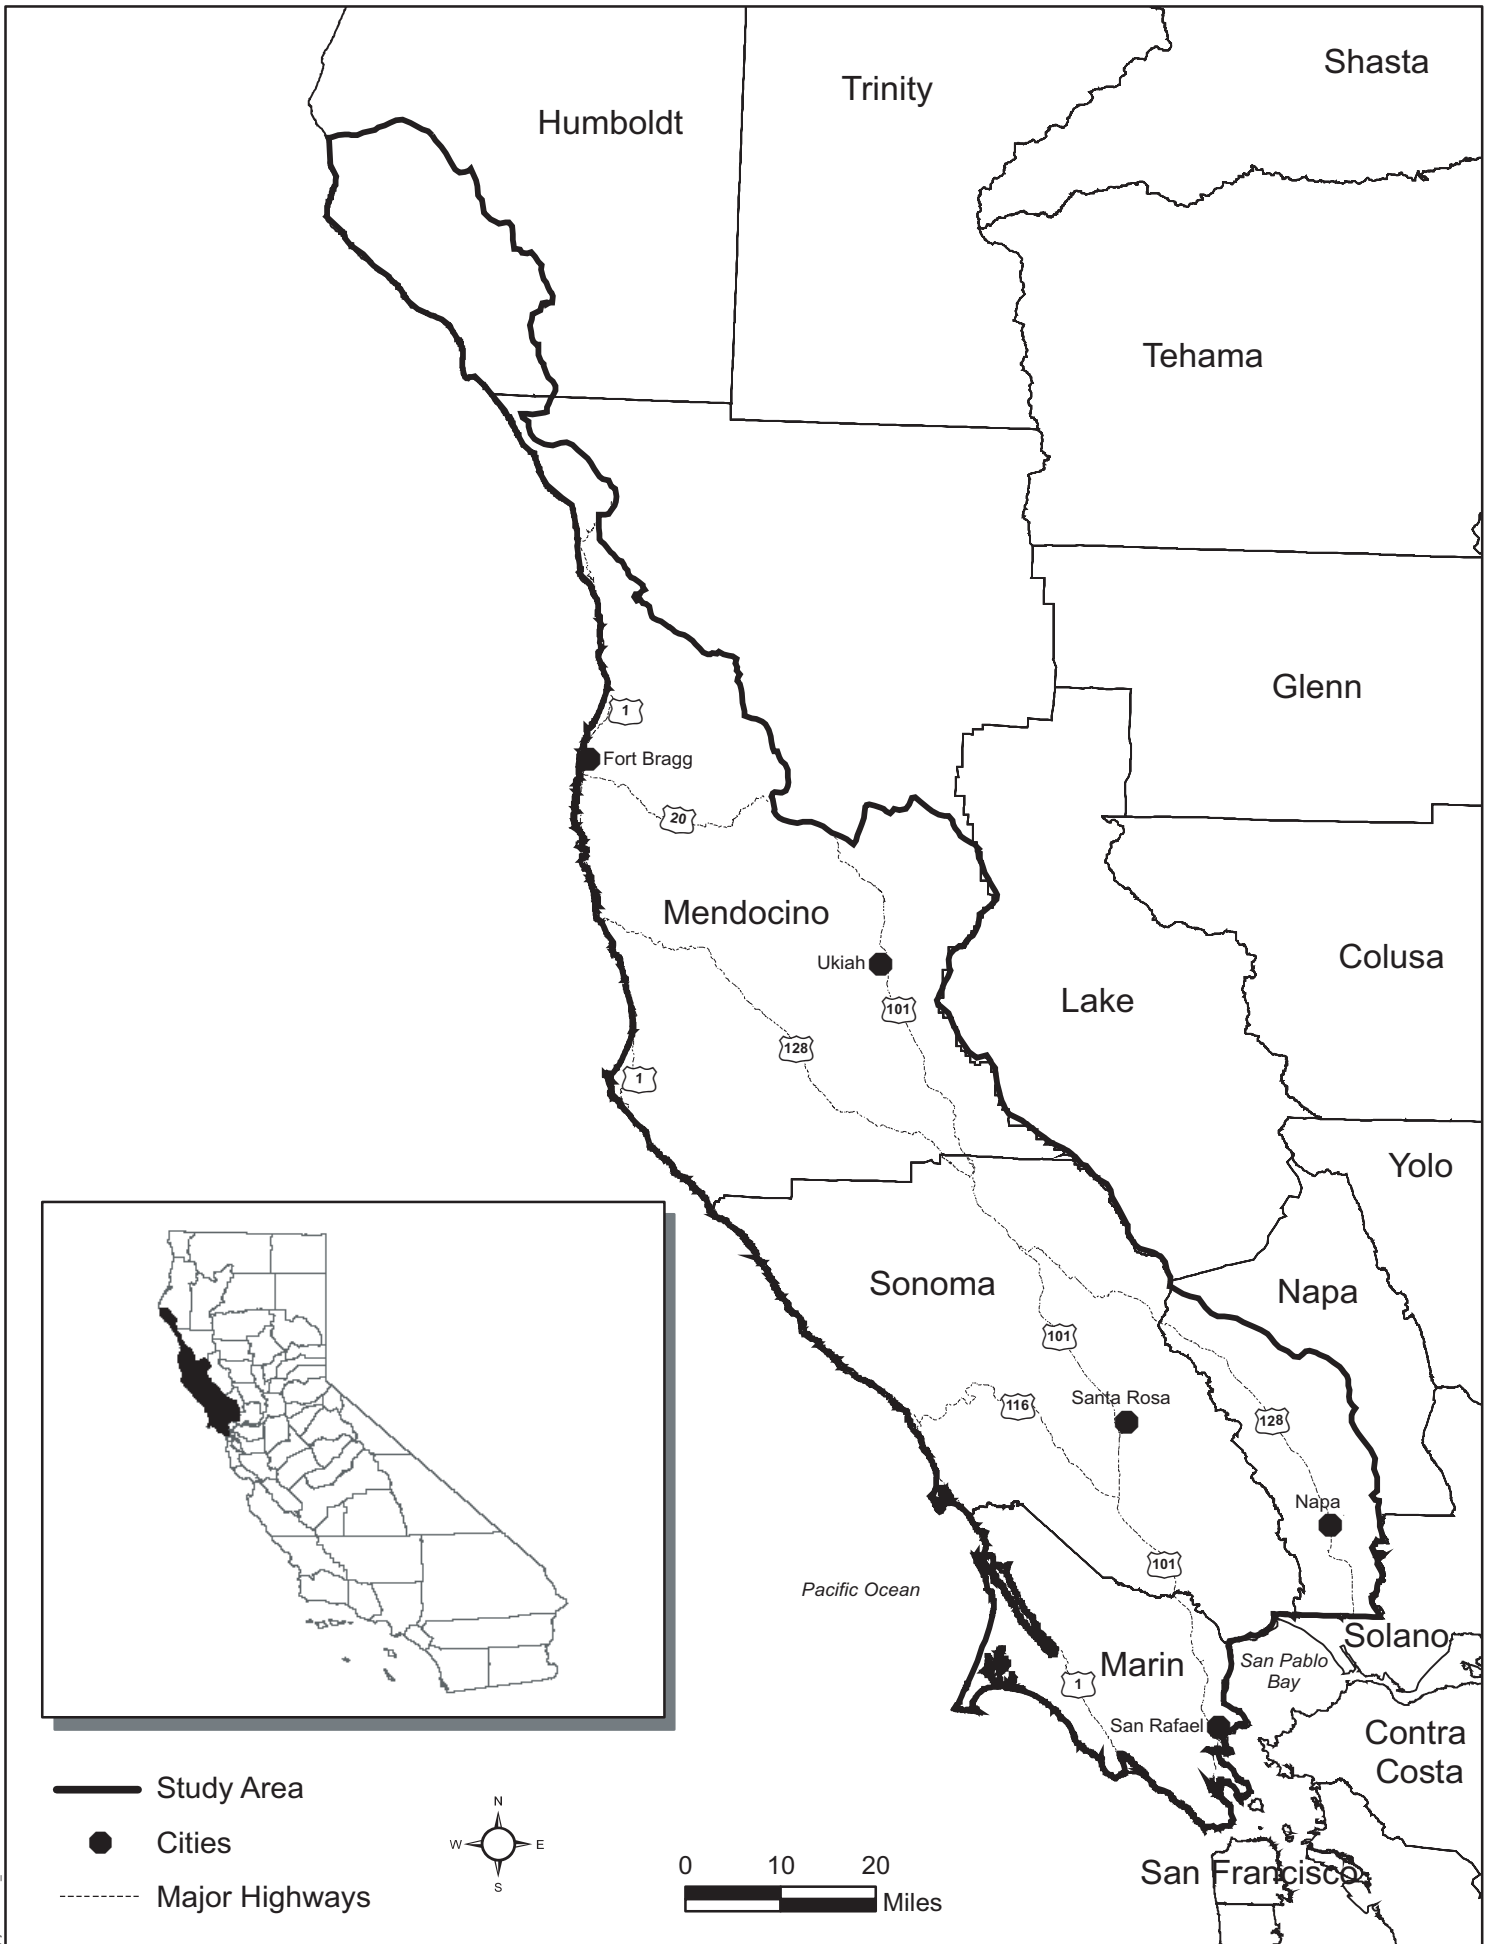 Shasta
Trinity
Humboldt
Tehama
Glenn
1
Fort Bragg
20
Mendocino
Colusa
Ukiah
Lake
101
128
1
Yolo
Sonoma
Napa
101
Santa Rosa
116
128
Napa
101
Pacific Ocean
Solano
San Pablo
Bay
Marin
1
San Rafael
Contra
Costa
San Francisco
Study Area
Cities
Major Highways
N
W
E
S
0 10 20
Miles